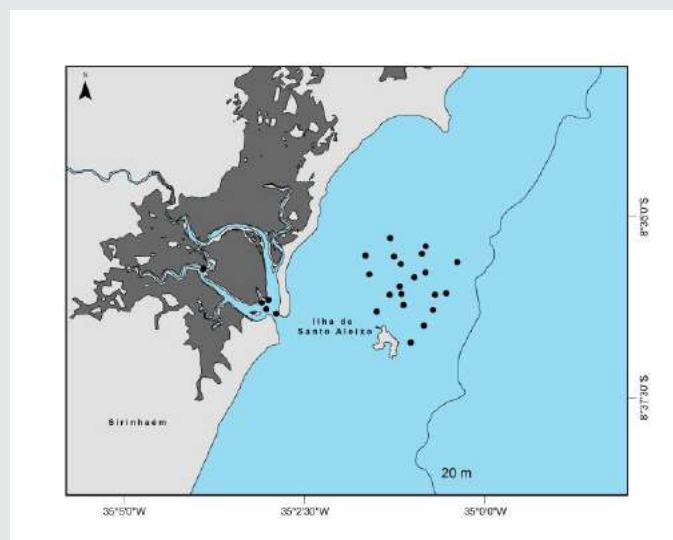 N
Ilha de
Santo Aleixo
Sirinhaém
20 m
8°35'0"S
8°37'30"S
35°5'0"W
35°2'30"W
35°0'0"W